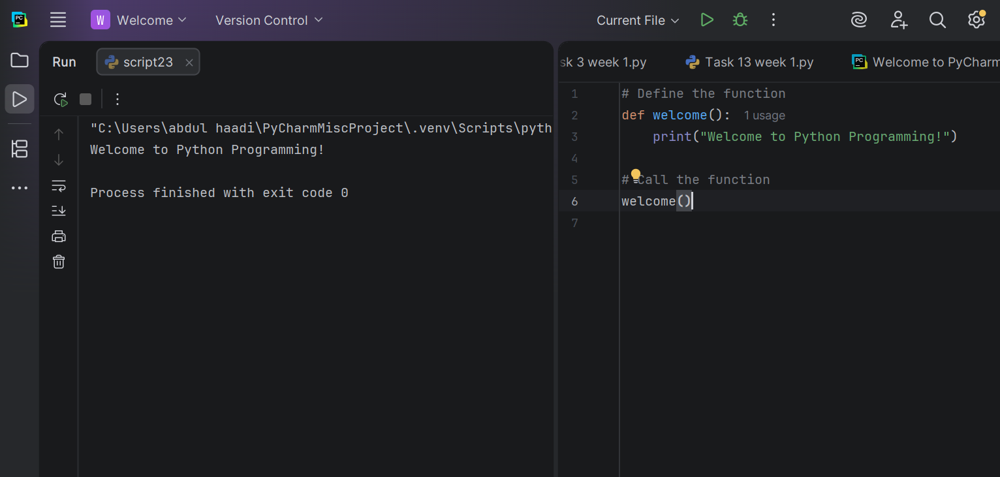 PC
W Welcome Version Control Current File
Run script23
sk 3 week 1.py Task 13 week 1.py PC Welcome to PyCharm
"C:\Users\abdul haadi\PyCharmMiscProject\.venv\Scripts\pyth
Welcome to Python Programming!
Process finished with exit code 0
1 # Define the function
2 def welcome(): 1 usage
3 print("Welcome to Python Programming!")
4
5 # Call the function
6 welcome()
7